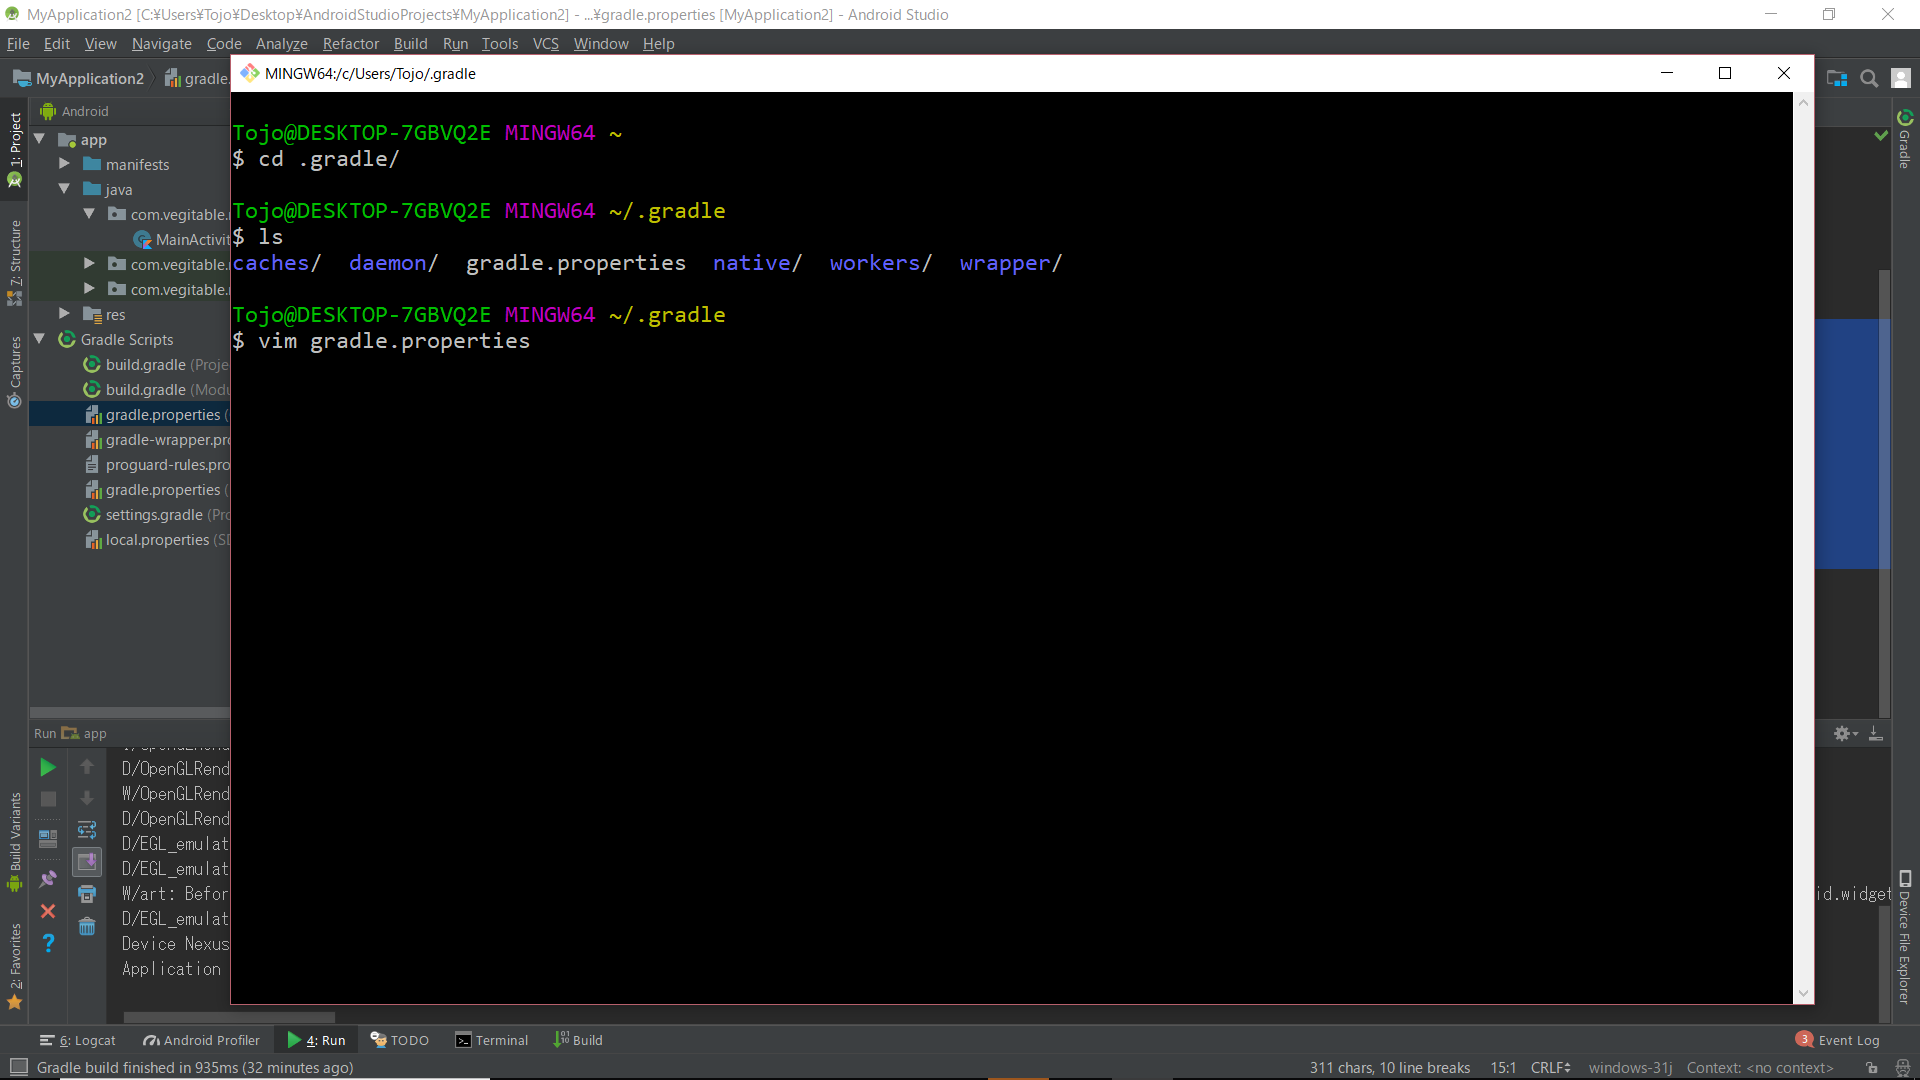 MyApplication2 [C:¥Users¥Tojo¥Desktop¥AndroidStudioProjects¥MyApplication2] - ...¥gradle.properties [MyApplication2] - Android Studio
File Edit View Navigate Code Analyze Refactor Build Run Tools VCS Window Help
MyApplication2 gradle.
MINGW64:/c/Users/Tojo/.gradle
Tojo@DESKTOP-7GBVQ2E MINGW64 ~
$ cd .gradle/
Tojo@DESKTOP-7GBVQ2E MINGW64 ~/.gradle
$ ls
caches/ daemon/ gradle.properties native/ workers/ wrapper/
Tojo@DESKTOP-7GBVQ2E MINGW64 ~/.gradle
$ vim gradle.properties
1: Project
7: Structure
Captures
Build Variants
2: Favorites
Android
app
manifests
java
com.vegitable.
MainActivit
com.vegitable.
com.vegitable.
res
Gradle Scripts
build.gradle (Proje
build.gradle (Modu
gradle.properties (
gradle-wrapper.pro
proguard-rules.pro
gradle.properties (
settings.gradle (Pro
local.properties (SD
Run app
D/OpenGLRend
W/OpenGLRend
D/OpenGLRend
D/EGL_emulat
D/EGL_emulat
W/art: Befor
id.widget
D/EGL_emulat
Device Nexus
Application
Gradle
Device File Explorer
6: Logcat Android Profiler 4: Run TODO Terminal Build 3 Event Log
Gradle build finished in 935ms (32 minutes ago) 311 chars, 10 line breaks 15:1 CRLF windows-31j Context: <no context>